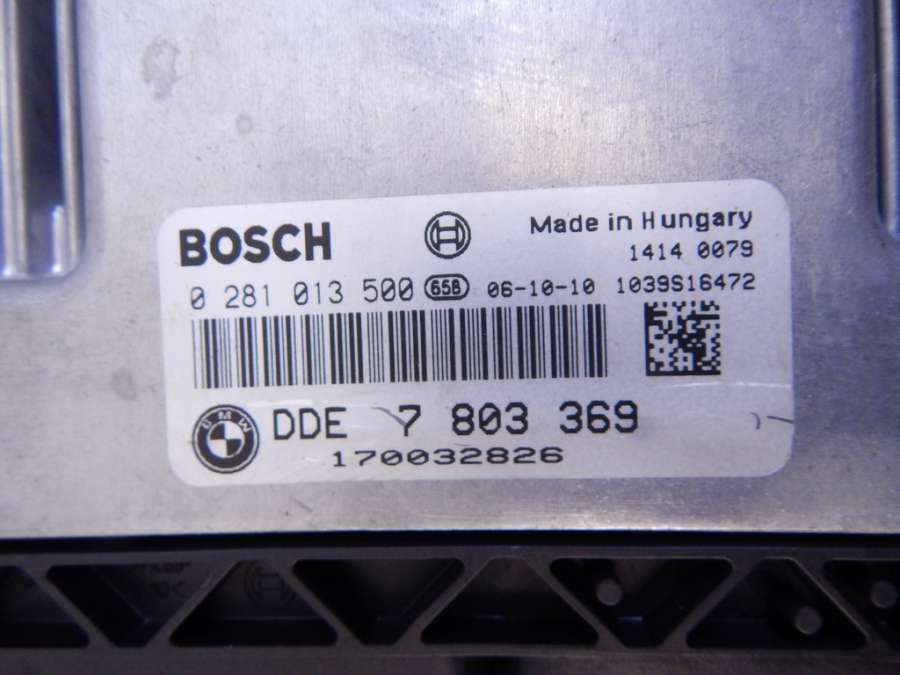 BOSCH
Made in Hungary
1414 0079
0 281 013 500 658 06-10-10 1039S16472
BMW
DDE 7 803 369
170032826